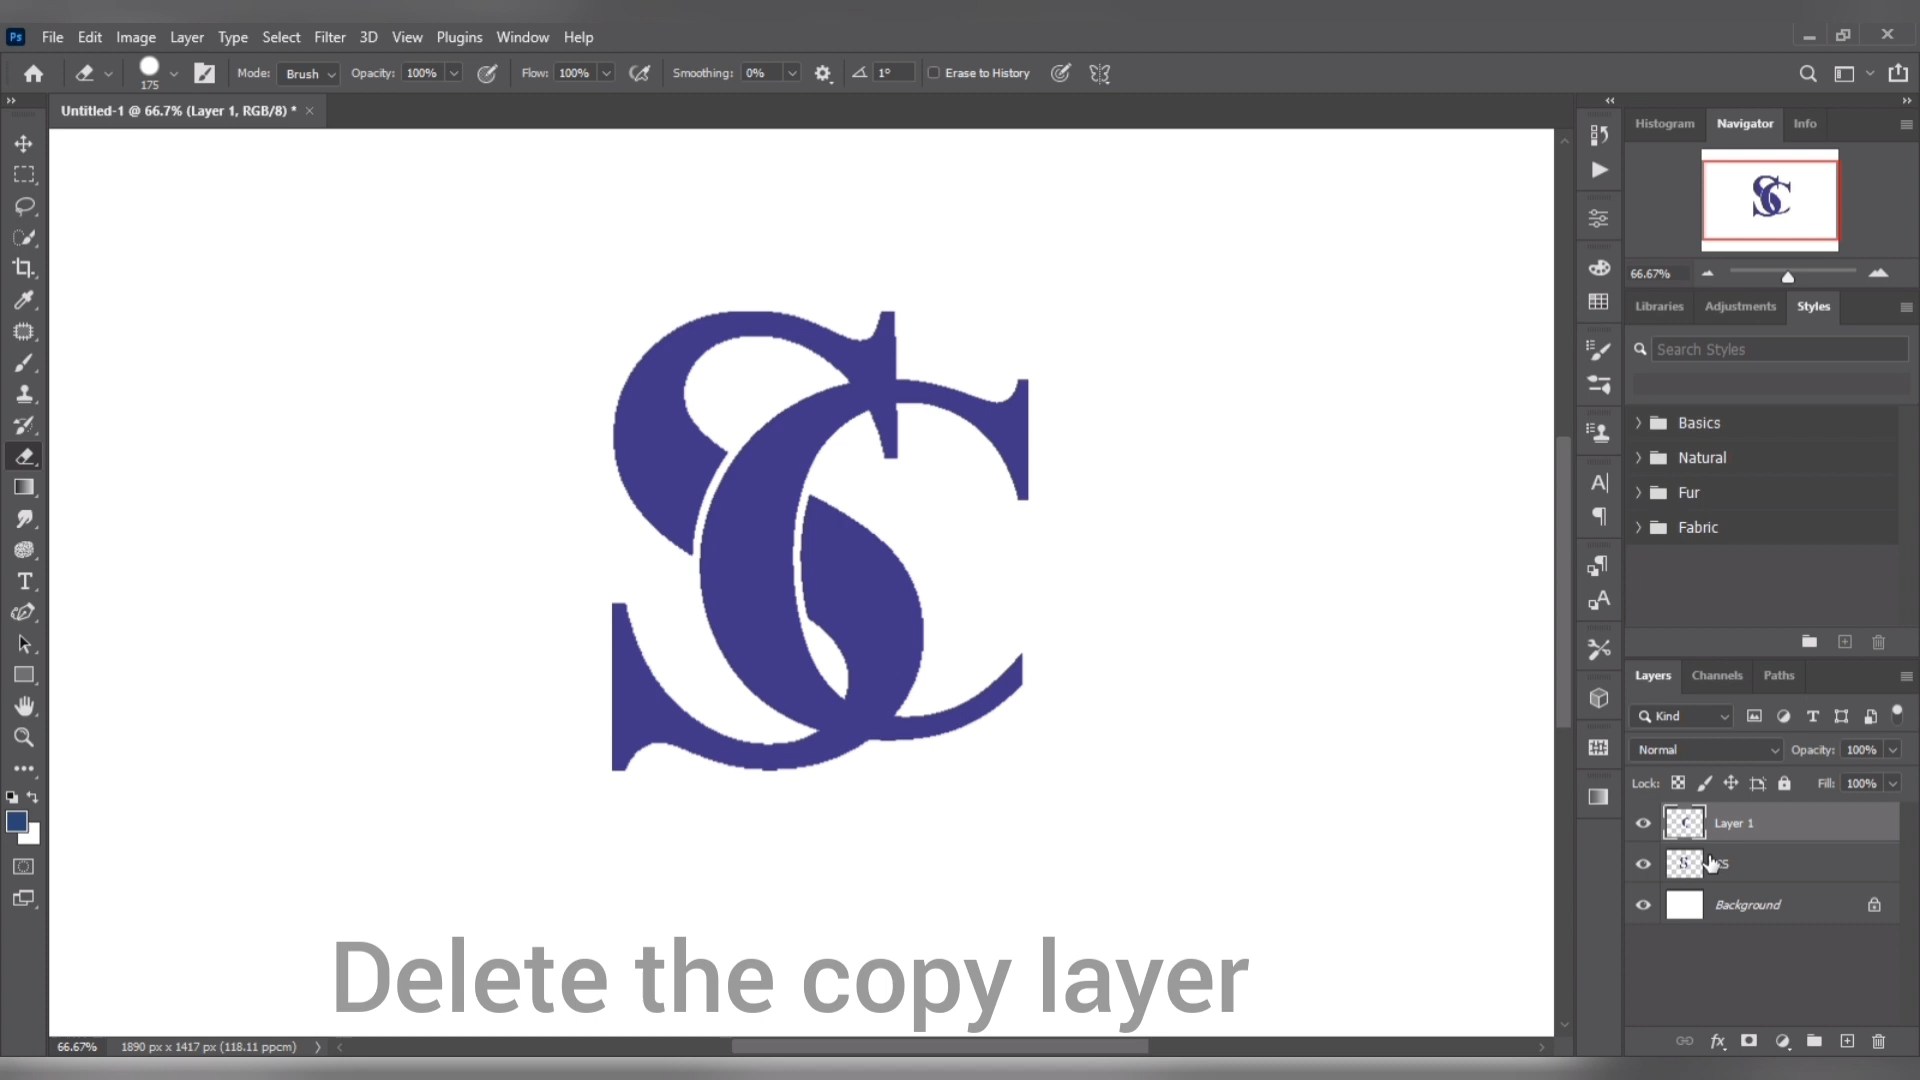 Ps File Edit Image Layer Type Select Filter 3D View Plugins Window Help
175 Mode: Brush Opacity: 100% Flow: 100% Smoothing: 0% 1° Erase to History
Untitled-1 @ 66.7% (Layer 1, RGB/8) *
Histogram Navigator Info
66.67%
Libraries Adjustments Styles
Search Styles
Basics
Natural
Fur
Fabric
SC
Layers Channels Paths
Kind
Normal Opacity: 100%
Lock: Fill: 100%
Layer 1
Background
Delete the copy layer
66.67% 1890 px x 1417 px (118.11 ppcm)